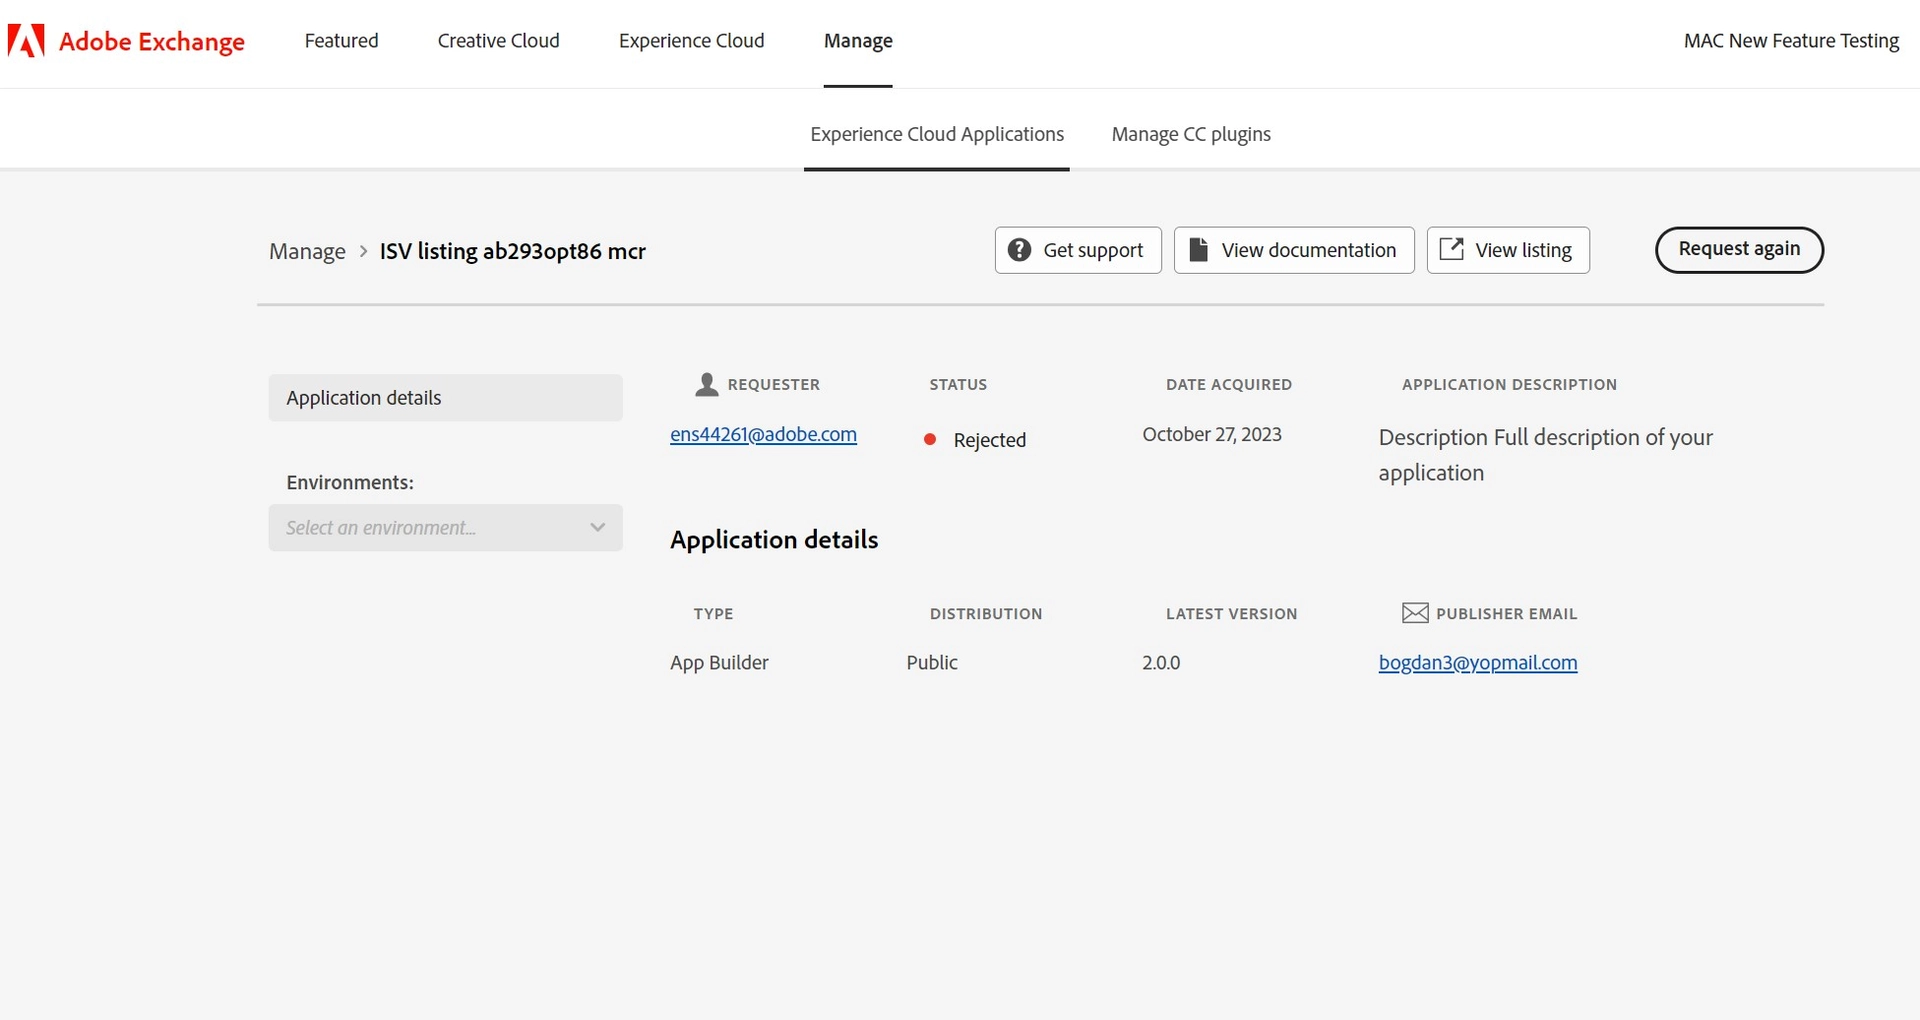 Adobe Exchange Featured Creative Cloud Experience Cloud Manage MAC New Feature Testing
Experience Cloud Applications Manage CC plugins
Manage > ISV listing ab293opt86 mcr Get support View documentation View listing Request again
Application details
Environments:
Select an environment...
REQUESTER STATUS DATE ACQUIRED APPLICATION DESCRIPTION
ens44261@adobe.com Rejected October 27, 2023 Description Full description of your
application
Application details
TYPE DISTRIBUTION LATEST VERSION PUBLISHER EMAIL
App Builder Public 2.0.0 bogdan3@yopmail.com